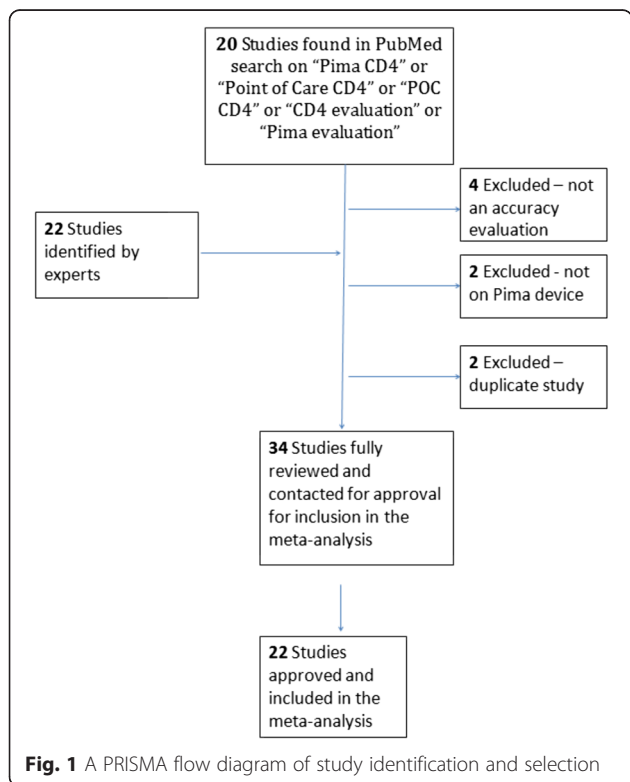 20 Studies found in PubMed
search on “Pima CD4” or
“Point of Care CD4” or “POC
CD4” or “CD4 evaluation” or
“Pima evaluation”
4 Excluded – not
an accuracy
evaluation
22 Studies
identified by
experts
2 Excluded - not
on Pima device
2 Excluded –
duplicate study
34 Studies fully
reviewed and
contacted for approval
for inclusion in the
meta-analysis
22 Studies
approved and
included in the
meta-analysis
Fig. 1 A PRISMA flow diagram of study identification and selection